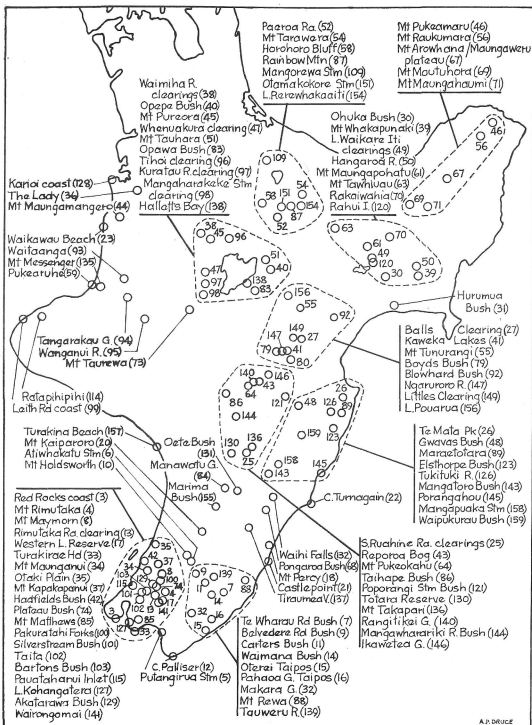 Paeroa Ra. (52)
Mt Tarawera (54)
Horohoro Bluff (58)
Rainbow Mtn (87)
Mangorewa Stm (109)
Otamakokore Stm (151)
L. Rerewhakaaiti (154)
Mt Pukeamaru (46)
Mt Raukumara (56)
Mt Arowhana/Maungaweru
plateau (67)
Mt Moutuhora (69)
Mt Maungahaumi (71)
Waimiha R.
clearings (38)
Opepe Bush (40)
Mt Pureora (45)
Whenuakura clearing (47)
Mt Tauhara (51)
Opawa Bush (83)
Tihoi clearing (96)
Kuratau R. clearing (97)
Mangaharakeke Stm
clearing (98)
Hallatts Bay (138)
Ohuka Bush (30)
Mt Whakapunaki (39)
L. Waikare Iti
clearings (49)
Hangaroa R. (50)
Mt Maungapohatu (61)
Mt Tawhiuau (63)
Rakaiwahia (70)
Rahui I. (120)
Karioi coast (128)
The Lady (36)
Mt Maungamangero (44)
Waikawau Beach (23)
Waitaanga (93)
Mt Messenger (135)
Pukearuhe (59)
Tangarakau G. (94)
Wanganui R. (95)
Mt Taurewa (73)
Ratapihipihi (114)
Leith Rd coast (99)
Hurumua
Bush (31)
Balls Clearing (27)
Kaweka Lakes (41)
Mt Tunurangi (55)
Boyds Bush (79)
Blowhard Bush (92)
Ngaruroro R. (147)
Littles Clearing (149)
L. Pouarua (156)
Te Mata Pk (26)
Gwavas Bush (48)
Maraetotara (89)
Elsthorpe Bush (123)
Tukituki R. (126)
Mangatoro Bush (143)
Porangahou (145)
Mangapuaka Stm (158)
Waipukurau Bush (159)
Turakina Beach (157)
Mt Kaiparoro (20)
Atiwhakatu Stm (6)
Mt Holdsworth (10)
Oete Bush
(131)
Manawatu G.
(84)
Marima
Bush (155)
C. Turnagain (22)
Red Rocks coast (3)
Mt Rimutaka (4)
Mt Maymorn (8)
Rimutaka Ra. clearing (13)
Western L. Reserve (17)
Turakirae Hd (33)
Mt Maunganui (34)
Otaki Plain (35)
Mt Kapakapanui (37)
Hadfields Bush (42)
Plateau Bush (74)
Mt Matthews (85)
Pakuratahi Forks (100)
Silverstream Bush (101)
Taita (102)
Bartons Bush (103)
Pauatahanui Inlet (115)
L. Kohangatera (127)
Akatarawa Bush (129)
Wairongomai (141)
Waihi Falls (32)
Pongaroa Bush (68)
Mt Percy (18)
Castlepoint (21)
Tiraumea V. (137)
S. Ruahine Ra. clearings (25)
Reporoa Bog (43)
Mt Pukeokahu (64)
Taihape Bush (86)
Poporangi Stm Bush (121)
Totara Reserve (130)
Mt Takapari (136)
Rangitikei G. (140)
Mangawharariki R. Bush (144)
Ikawetea G. (146)
Te Wharau Rd Bush (7)
Belvedere Rd Bush (9)
Carters Bush (11)
Waimana Bush (14)
Oterei Taipos (15)
Pahaoa G. Taipos (16)
Makara G. (32)
Mt Rewa (88)
Tauweru R. (139)
C. Palliser (12)
Putangirua Stm (5)
A.P. DRUCE